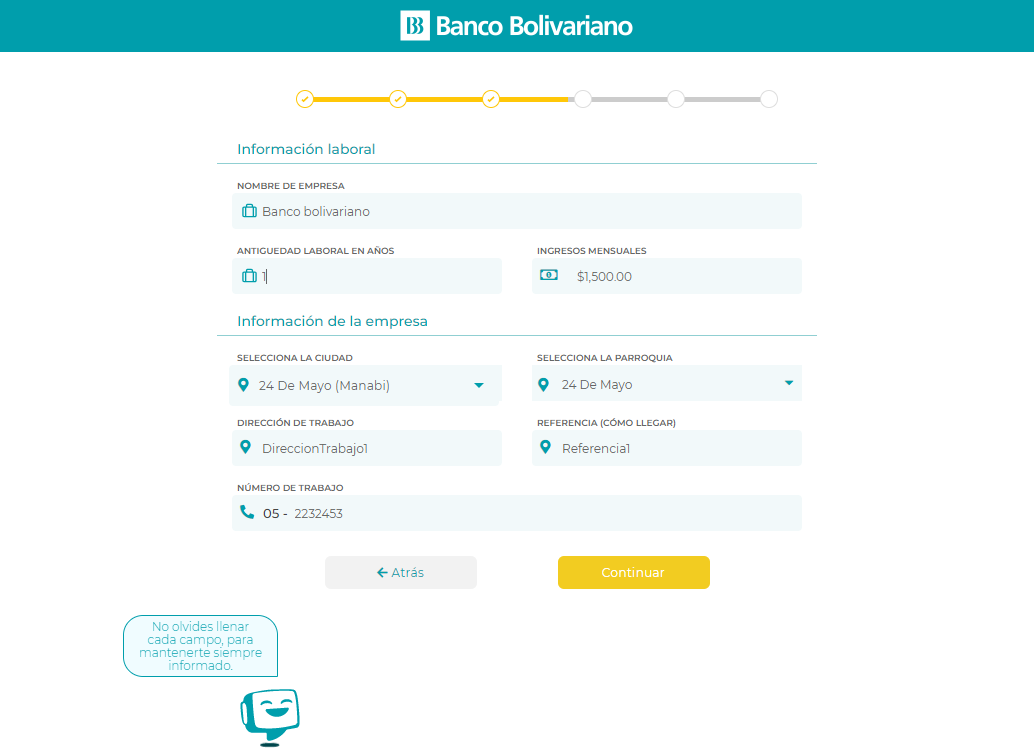 Banco Bolivariano
Información laboral
NOMBRE DE EMPRESA
Banco bolivariano
ANTIGUEDAD LABORAL EN AÑOS
INGRESOS MENSUALES
1
$1,500.00
Información de la empresa
SELECCIONA LA CIUDAD
SELECCIONA LA PARROQUIA
24 De Mayo (Manabi)
24 De Mayo
DIRECCIÓN DE TRABAJO
REFERENCIA (CÓMO LLEGAR)
DireccionTrabajo1
Referencia1
NÚMERO DE TRABAJO
05 - 2232453
Atrás
Continuar
No olvides llenar
cada campo, para
mantenerte siempre
informado.